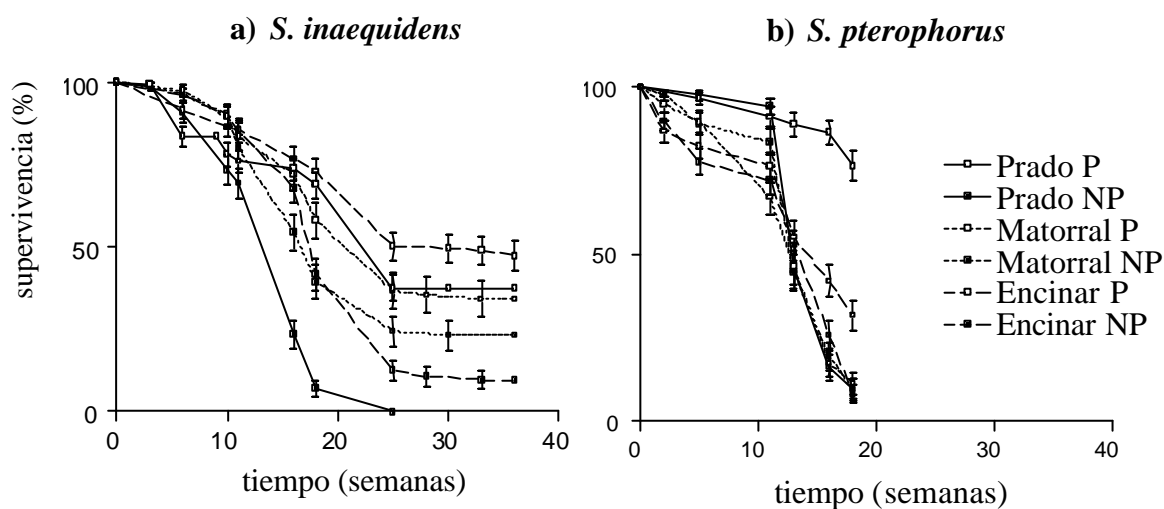 a) S. inaequidens
b) S. pterophorus
supervivencia (%)
100
50
0
0
10
20
30
40
tiempo (semanas)
100
50
0
0
10
20
30
40
tiempo (semanas)
Prado P
Prado NP
Matorral P
Matorral NP
Encinar P
Encinar NP